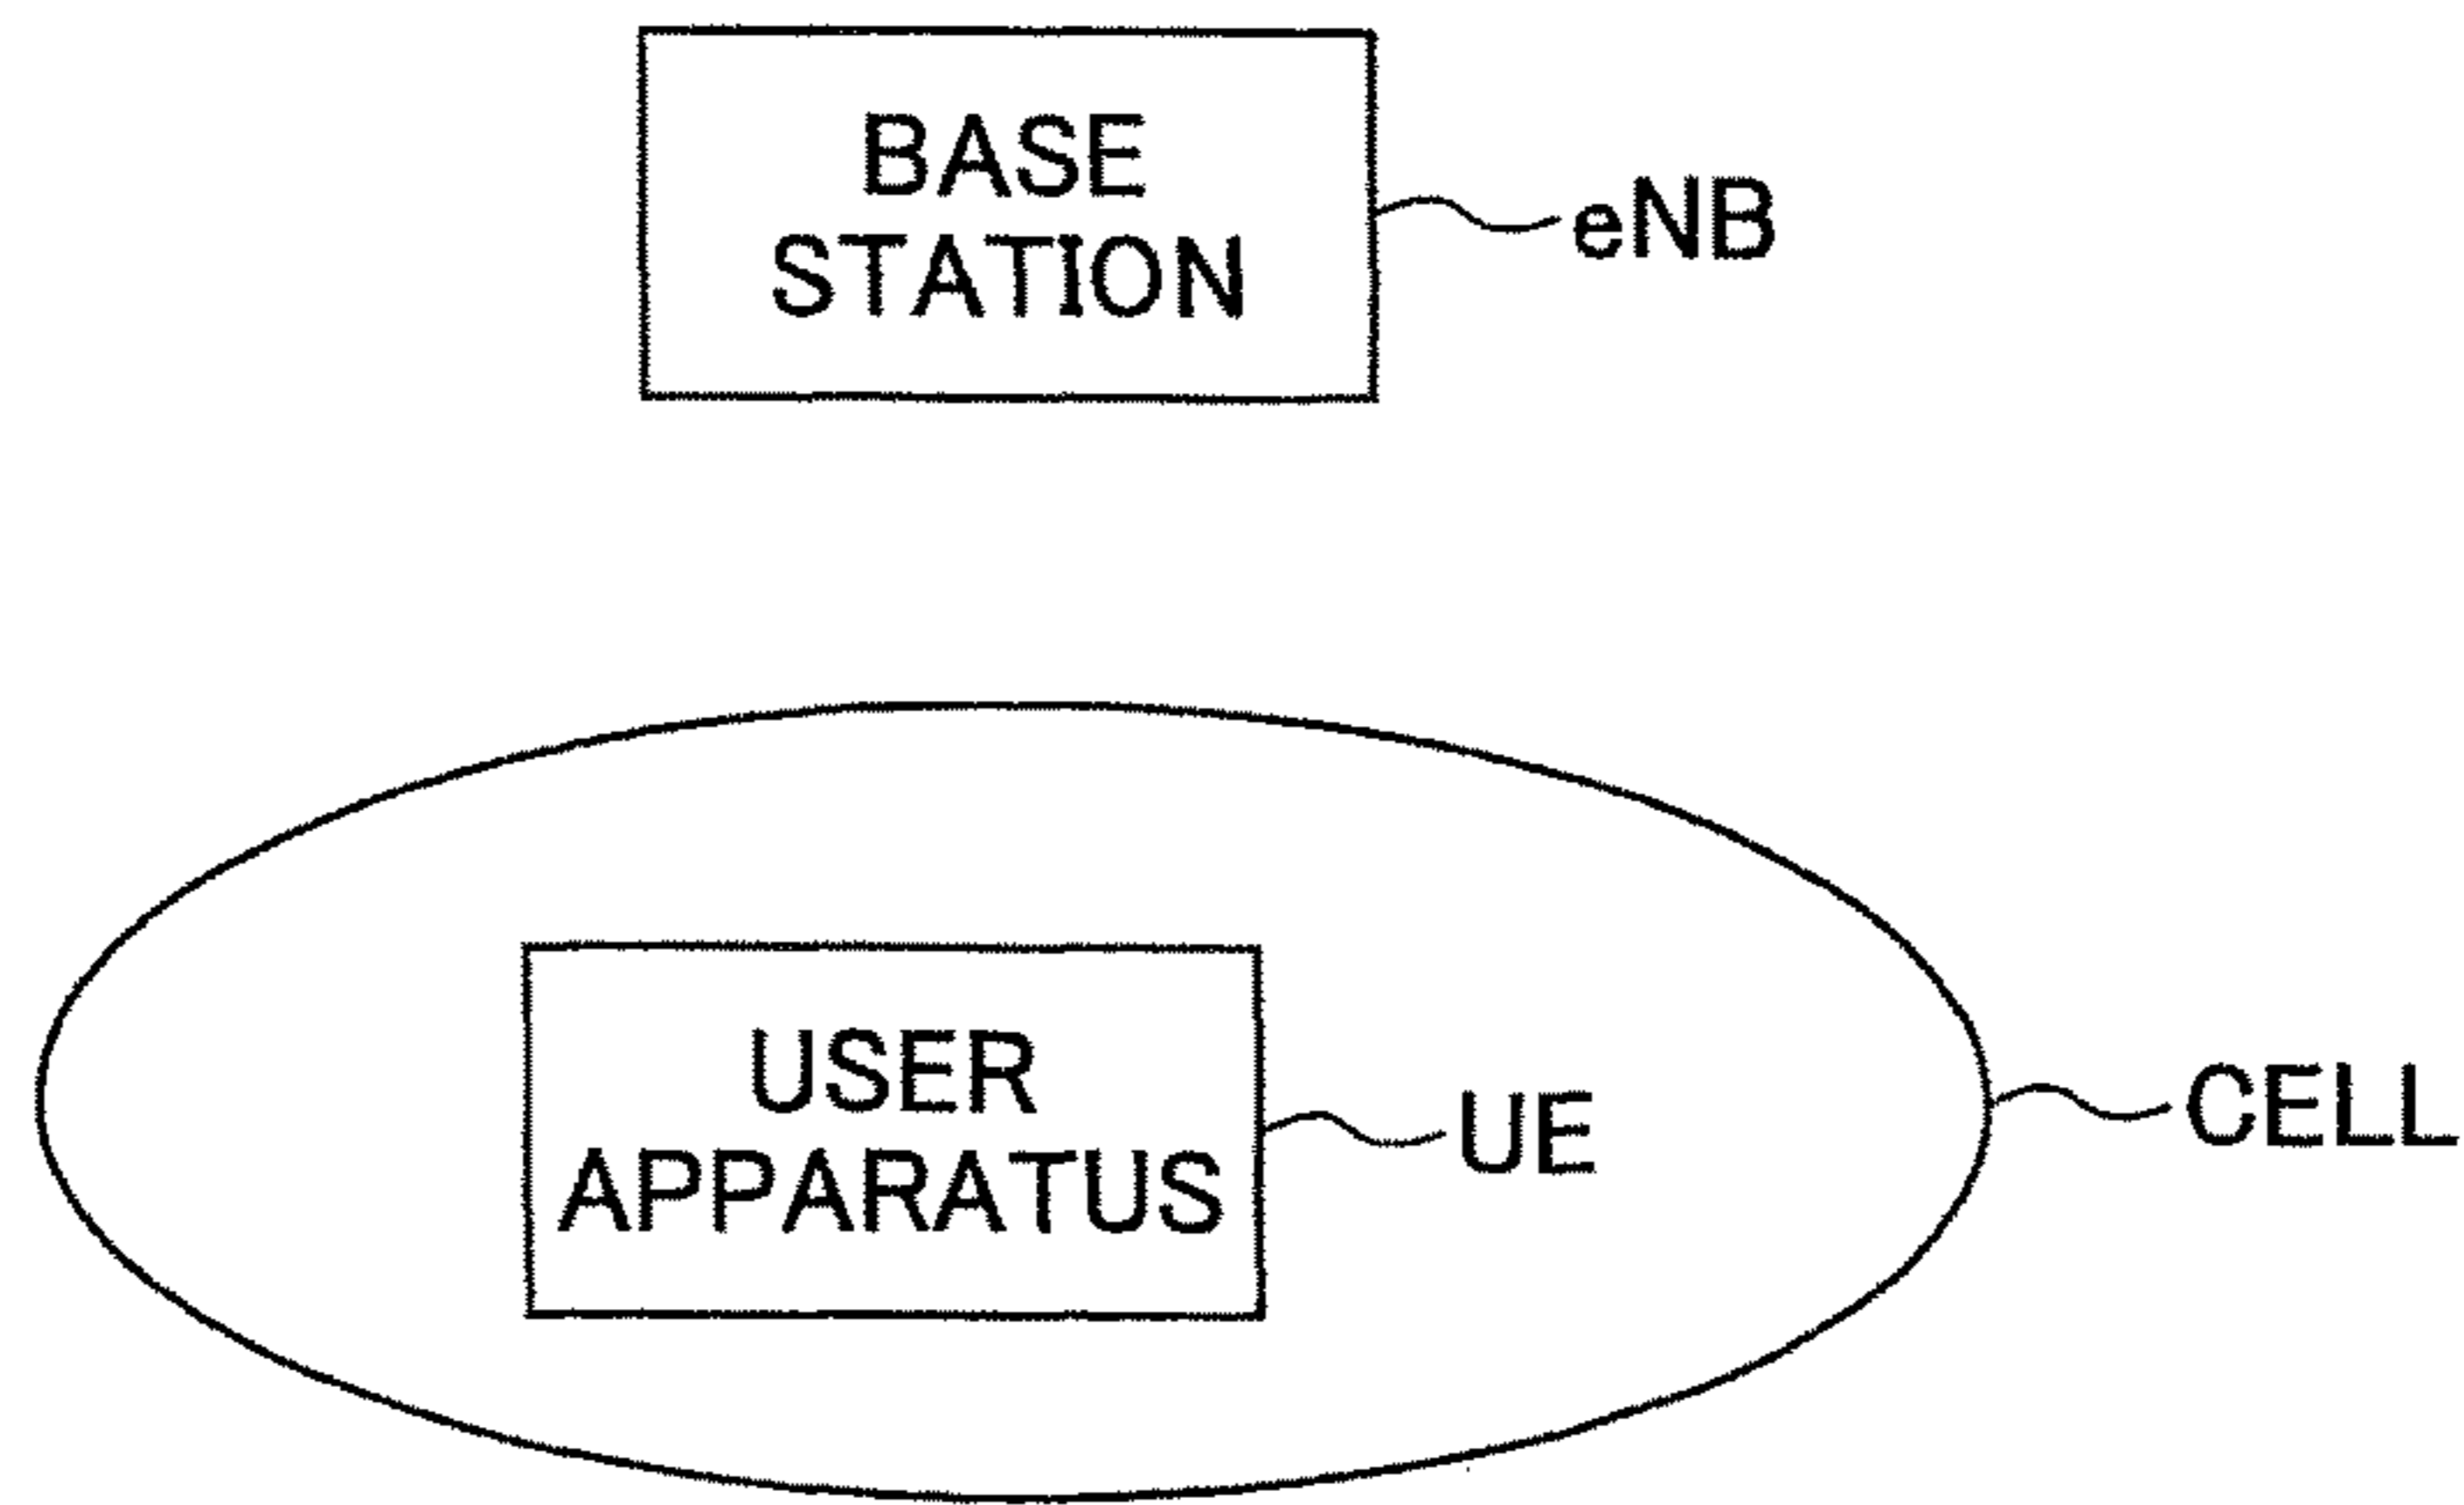 BASE
STATION
eNB
USER
APPARATUS
UE
CELL